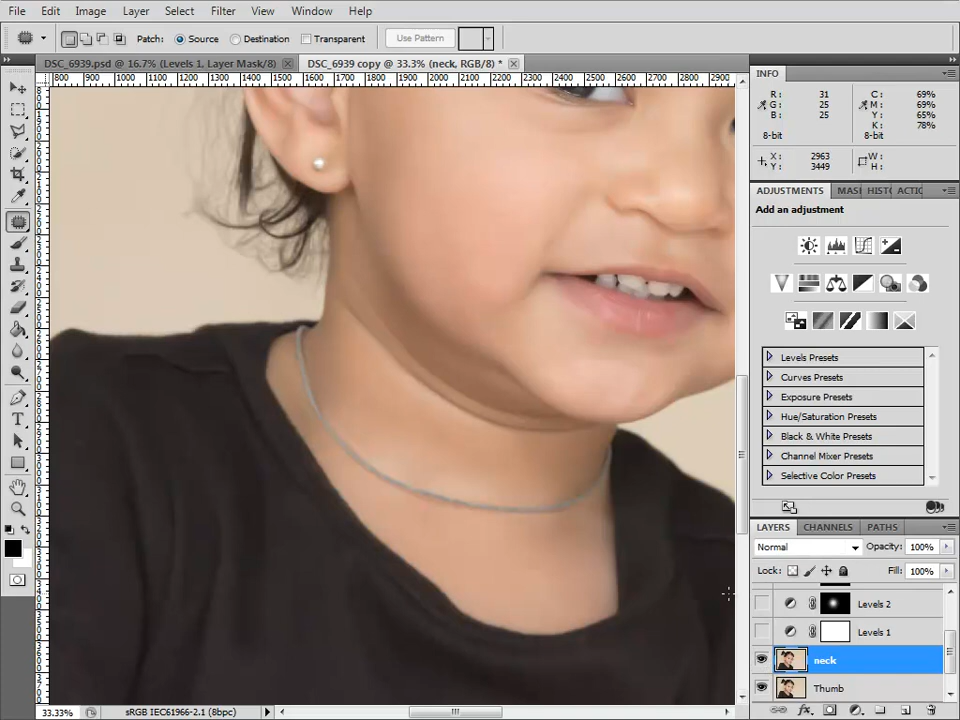 File Edit Image Layer Select Filter View Window Help
Patch: Source Destination Transparent Use Pattern
DSC_6939.psd @ 16.7% (Levels 1, Layer Mask/8) DSC_6939 copy @ 33.3% (neck, RGB/8) *
800 900 1000 1100 1200 1300 1400 1500 1600 1700 1800 1900 2000 2100 2200 2300 2400 2500 2600 2700 2800 2900
INFO
R: 31 C: 69%
G: 25 M: 69%
B: 25 Y: 65%
K: 78%
8-bit 8-bit
X: 2963 W:
Y: 3449 H:
ADJUSTMENTS MAS HIST ACTIO
Add an adjustment
Levels Presets
Curves Presets
Exposure Presets
Hue/Saturation Presets
Black & White Presets
Channel Mixer Presets
Selective Color Presets
LAYERS CHANNELS PATHS
Normal Opacity: 100%
Lock: Fill: 100%
Levels 2
Levels 1
neck
Thumb
33.33% sRGB IEC61966-2.1 (8bpc)